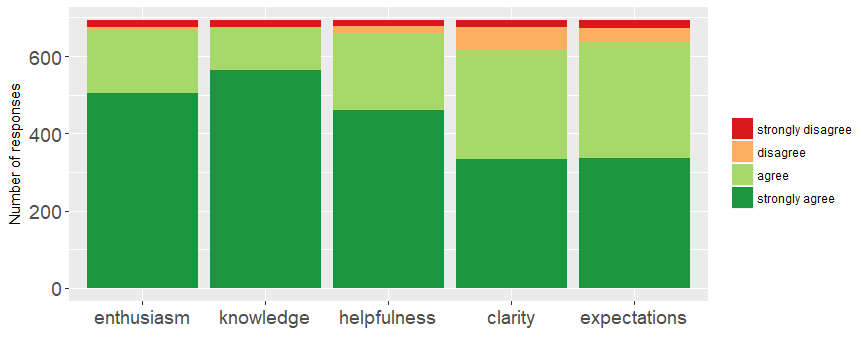 Number of responses
600
400
200
0
enthusiasm
knowledge
helpfulness
clarity
expectations
strongly disagree
disagree
agree
strongly agree